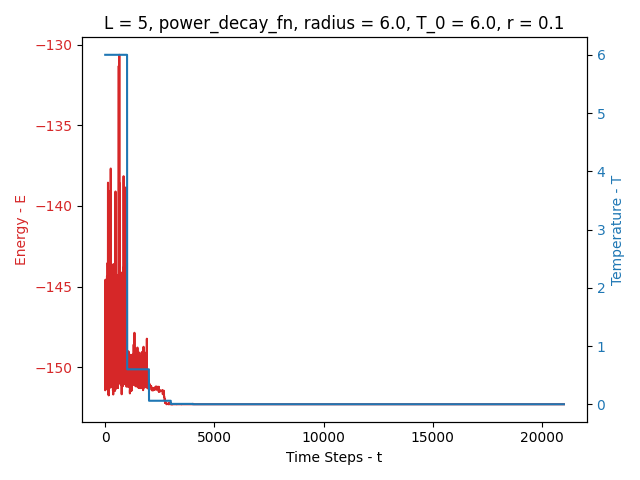 L = 5, power_decay_fn, radius = 6.0, T_0 = 6.0, r = 0.1
−130
−135
−140
−145
−150
Energy - E
6
5
4
3
2
1
0
Temperature - T
0 5000 10000 15000 20000
Time Steps - t